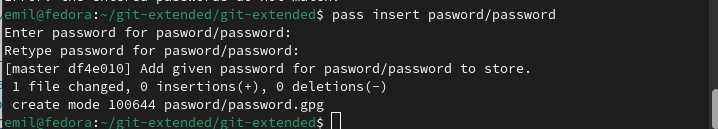 emil@fedora:~/git-extended/git-extended$ pass insert pasword/password
Enter password for pasword/password:
Retype password for pasword/password:
[master df4e010] Add given password for pasword/password to store.
 1 file changed, 0 insertions(+), 0 deletions(-)
 create mode 100644 pasword/password.gpg
emil@fedora:~/git-extended/git-extended$